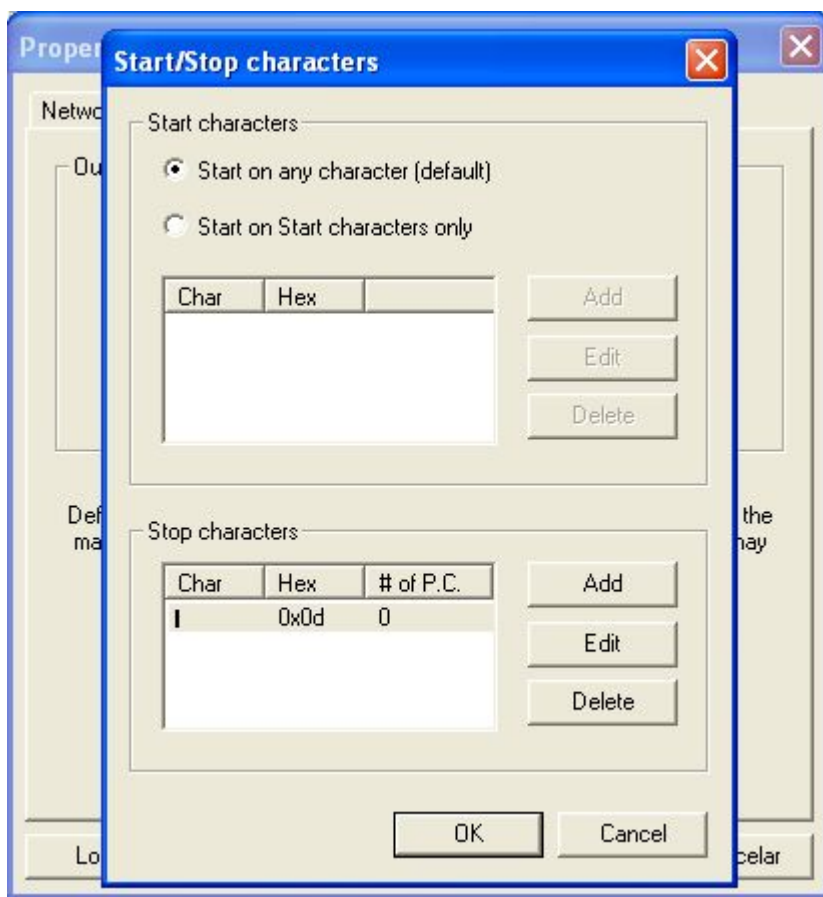 Start/Stop characters
Start characters
Start on any character (default)
Start on Start characters only
Char Hex
Add
Edit
Delete
the
Stop characters
Char Hex # of P.C.
0x0d 0
Add
Edit
Delete
OK
Cancel